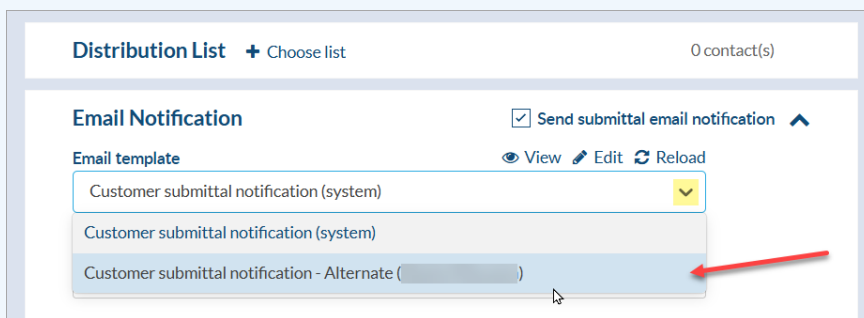 Distribution List + Choose list 0 contact(s)
Email Notification Send submittal email notification
Email template View Edit Reload
Customer submittal notification (system)
Customer submittal notification (system)
Customer submittal notification - Alternate ( )